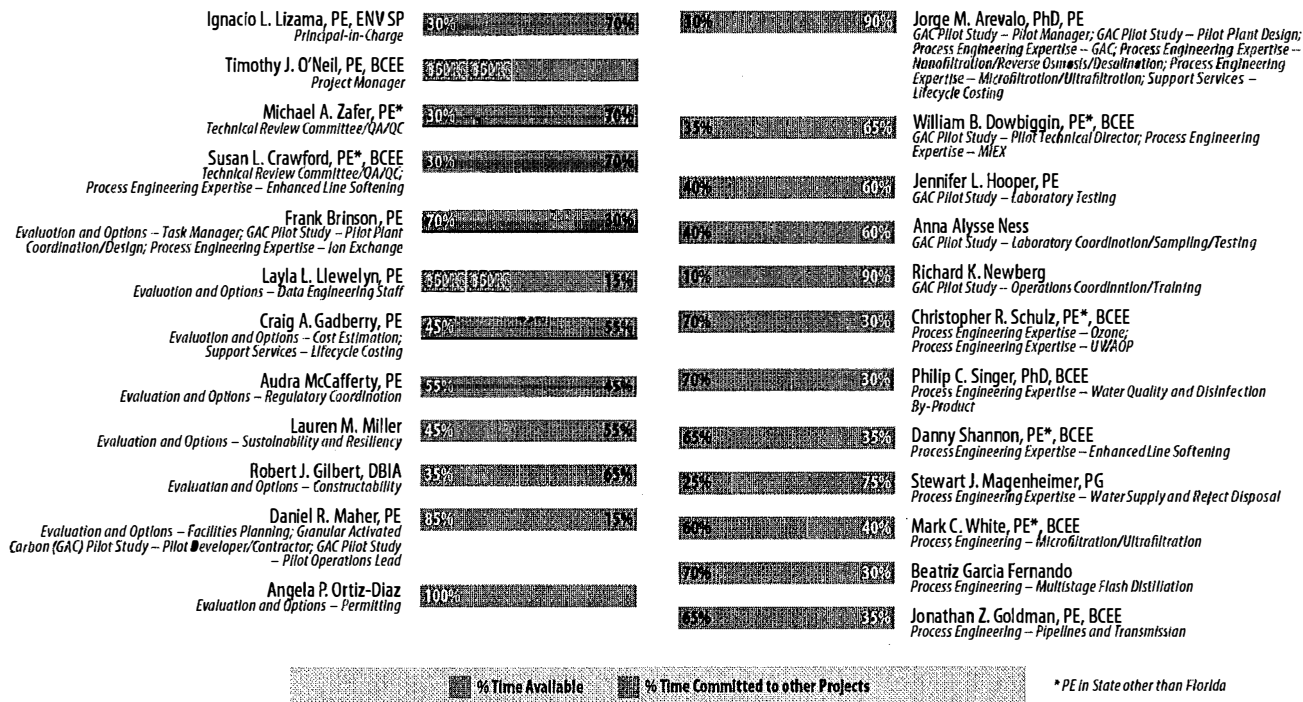 Ignacio L. Lizama, PE, ENV SP
Principal-in-Charge
30% 70%
Timothy J. O'Neil, PE, BCEE
Project Manager
Michael A. Zafer, PE*
Technical Review Committee/QA/QC
30% 70%
Susan L. Crawford, PE*, BCEE
Technical Review Committee/QA/QC;
Process Engineering Expertise – Enhanced Line Softening
30% 70%
Frank Brinson, PE
Evaluation and Options – Task Manager; GAC Pilot Study – Pilot Plant
Coordination/Design; Process Engineering Expertise – Ion Exchange
70% 30%
Layla L. Llewelyn, PE
Evaluation and Options – Data Engineering Staff
15%
Craig A. Gadberry, PE
Evaluation and Options – Cost Estimation;
Support Services – Lifecycle Costing
45% 55%
Audra McCafferty, PE
Evaluation and Options – Regulatory Coordination
55% 45%
Lauren M. Miller
Evaluation and Options – Sustainability and Resiliency
45% 55%
Robert J. Gilbert, DBIA
Evaluation and Options – Constructability
35% 65%
Daniel R. Maher, PE
Evaluation and Options – Facilities Planning; Granular Activated
Carbon (GAC) Pilot Study – Pilot Developer/Contractor; GAC Pilot Study
– Pilot Operations Lead
85% 15%
Angela P. Ortiz-Diaz
Evaluation and Options – Permitting
100%
10% 90%
Jorge M. Arevalo, PhD, PE
GAC Pilot Study – Pilot Manager; GAC Pilot Study – Pilot Plant Design;
Process Engineering Expertise – GAC; Process Engineering Expertise –
Nanofiltration/Reverse Osmosis/Desalination; Process Engineering
Expertise – Microfiltration/Ultrafiltration; Support Services –
Lifecycle Costing
35% 65%
William B. Dowbiggin, PE*, BCEE
GAC Pilot Study – Pilot Technical Director; Process Engineering
Expertise – MIEX
40% 60%
Jennifer L. Hooper, PE
GAC Pilot Study – Laboratory Testing
40% 60%
Anna Alysse Ness
GAC Pilot Study – Laboratory Coordination/Sampling/Testing
10% 90%
Richard K. Newberg
GAC Pilot Study – Operations Coordination/Training
70% 30%
Christopher R. Schulz, PE*, BCEE
Process Engineering Expertise – Ozone;
Process Engineering Expertise – UV/AOP
70% 30%
Philip C. Singer, PhD, BCEE
Process Engineering Expertise – Water Quality and Disinfection
By-Product
65% 35%
Danny Shannon, PE*, BCEE
Process Engineering Expertise – Enhanced Line Softening
25% 75%
Stewart J. Magenheimer, PG
Process Engineering Expertise – Water Supply and Reject Disposal
60% 40%
Mark C. White, PE*, BCEE
Process Engineering – Microfiltration/Ultrafiltration
70% 30%
Beatriz Garcia Fernando
Process Engineering – Multistage Flash Distillation
65% 35%
Jonathan Z. Goldman, PE, BCEE
Process Engineering – Pipelines and Transmission
% Time Available % Time Committed to other Projects
* PE in State other than Florida